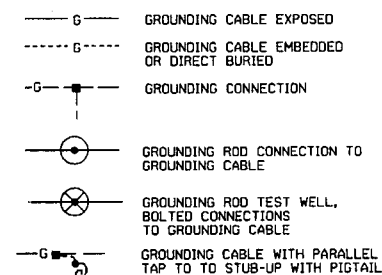 G GROUNDING CABLE EXPOSED
G GROUNDING CABLE EMBEDDED
OR DIRECT BURIED
G GROUNDING CONNECTION
GROUNDING ROD CONNECTION TO
GROUNDING CABLE
GROUNDING ROD TEST WELL,
BOLTED CONNECTIONS
TO GROUNDING CABLE
G GROUNDING CABLE WITH PARALLEL
TAP TO TO STUB-UP WITH PIGTAIL